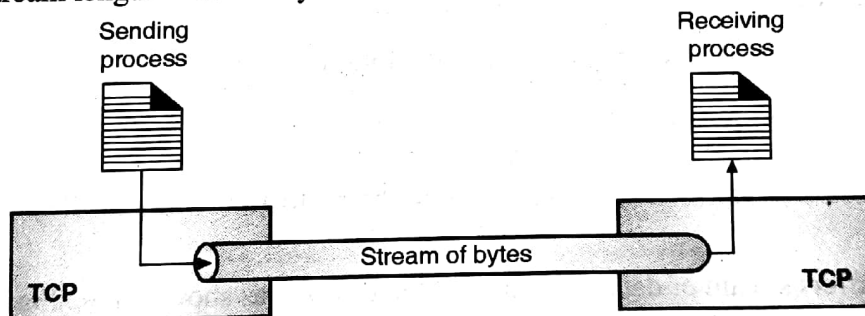 Sending
process
Receiving
process
Stream of bytes
TCP
TCP